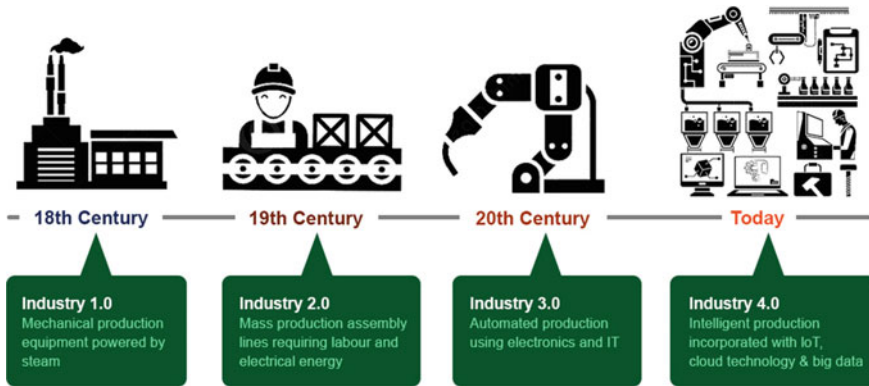 18th Century
19th Century
20th Century
Today
Industry 1.0
Mechanical production
equipment powered by
steam
Industry 2.0
Mass production assembly
lines requiring labour and
electrical energy
Industry 3.0
Automated production
using electronics and IT
Industry 4.0
Intelligent production
incorporated with IoT,
cloud technology & big data